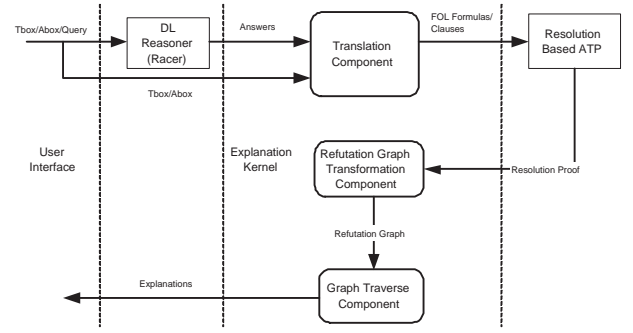 Tbox/Abox/Query
DL
Reasoner
(Racer)
Answers
Translation
Component
FOL Formulas/
Clauses
Resolution
Based ATP
Tbox/Abox
User
Interface
Explanation
Kernel
Refutation Graph
Transformation
Component
Resolution Proof
Refutation Graph
Explanations
Graph Traverse
Component